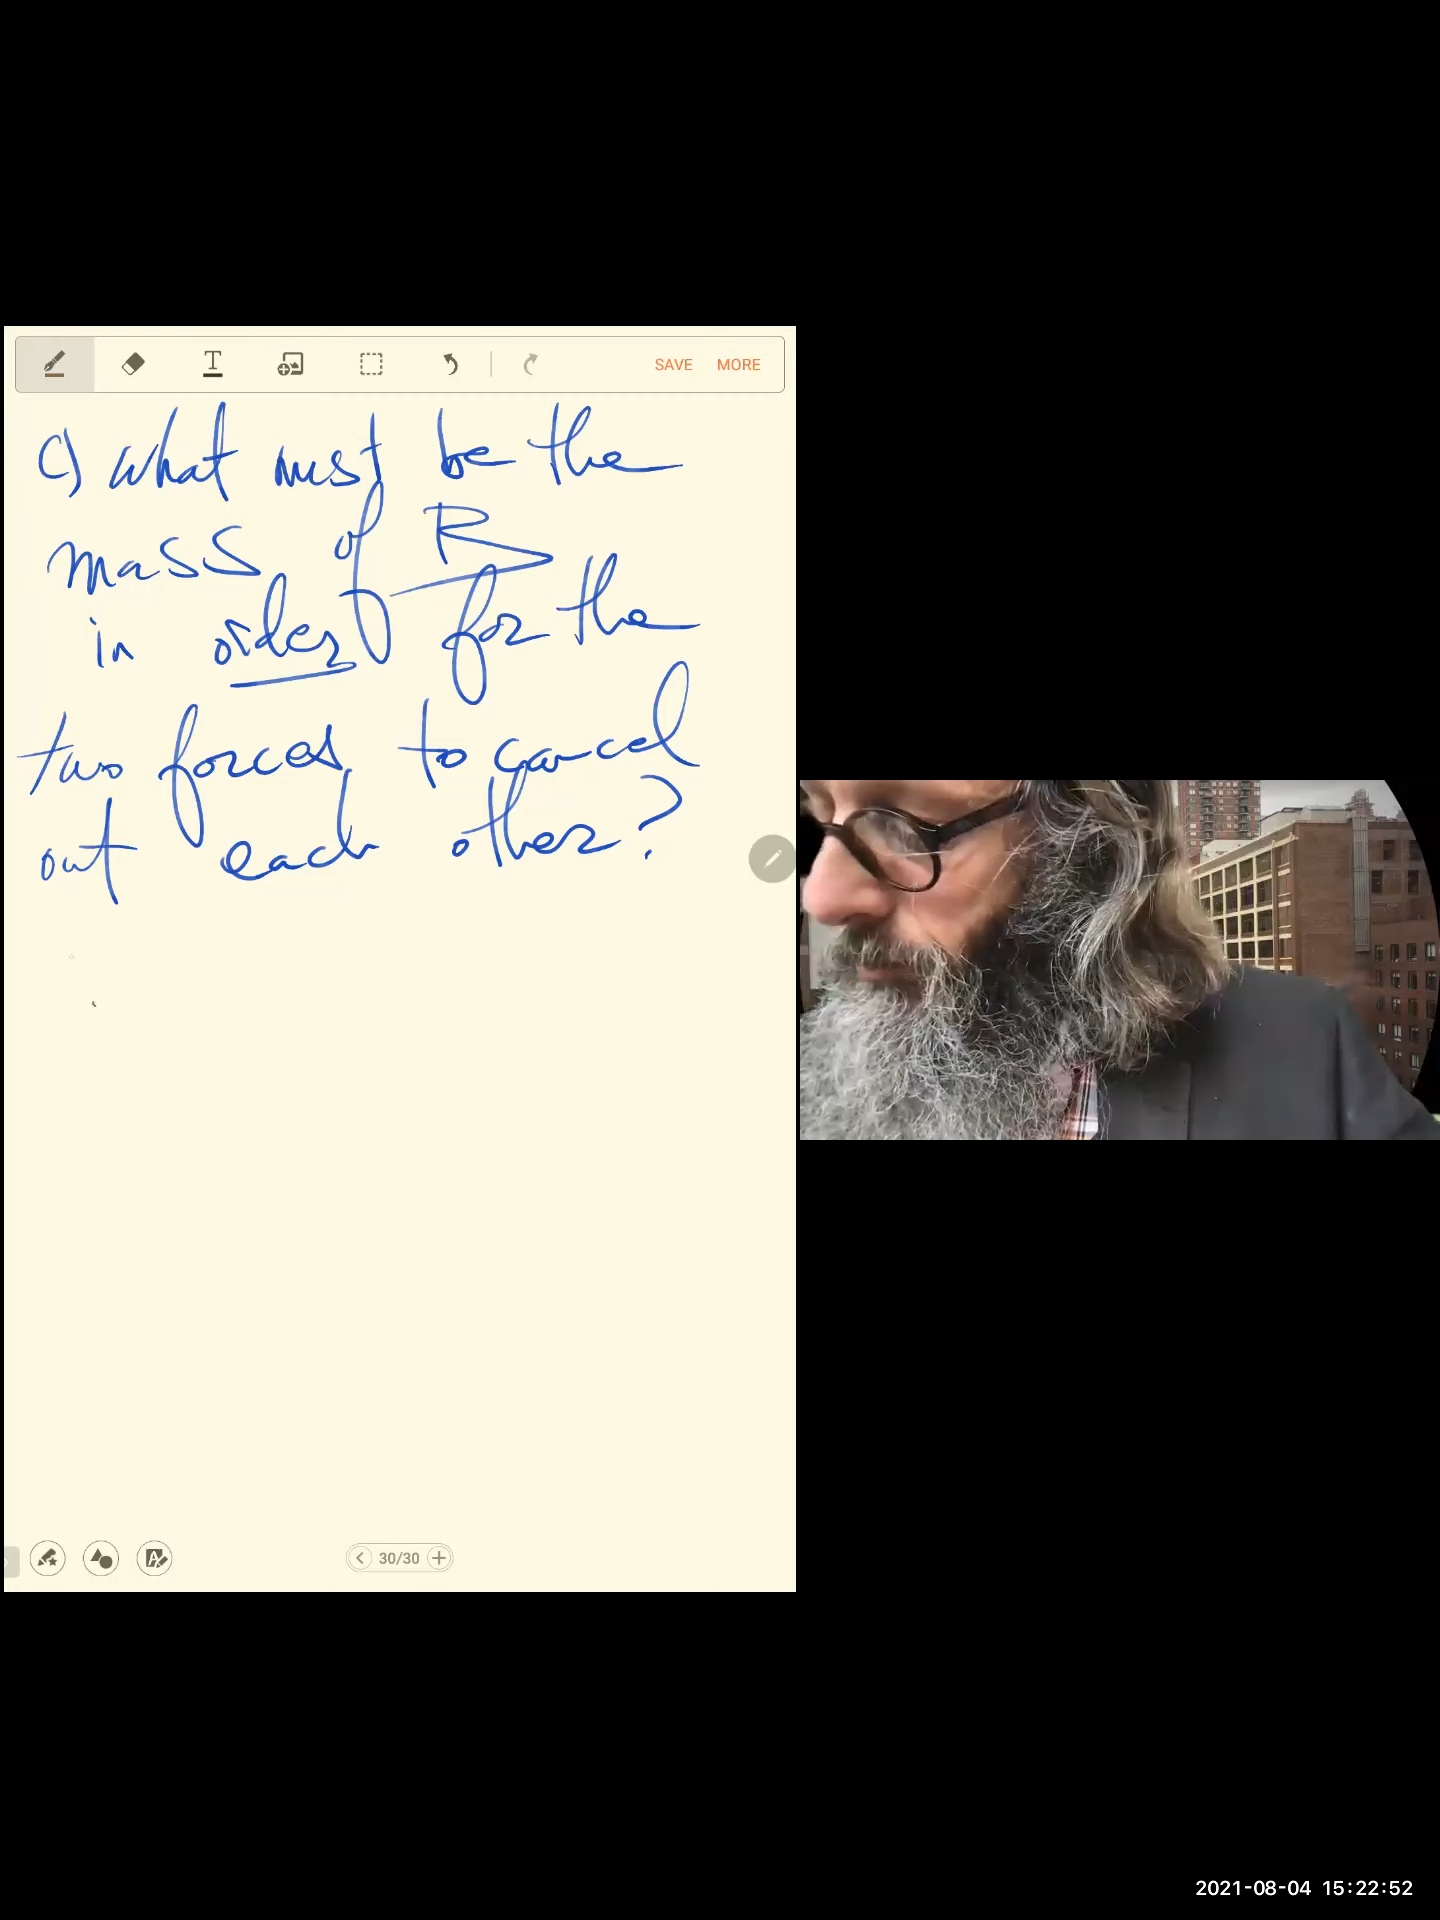 SAVE MORE
c) what must be the
mass of R
in order for the
two forces to cancel
out each other?
30/30
2021-08-04 15:22:52